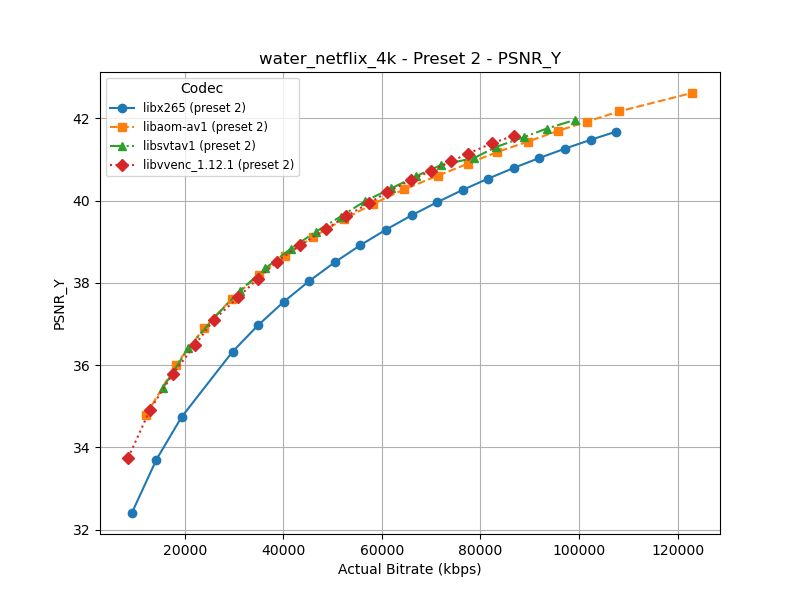 water_netflix_4k - Preset 2 - PSNR_Y
Codec
libx265 (preset 2)
libaom-av1 (preset 2)
libsvtav1 (preset 2)
libvvenc_1.12.1 (preset 2)
PSNR_Y
42
40
38
36
34
32
20000 40000 60000 80000 100000 120000
Actual Bitrate (kbps)